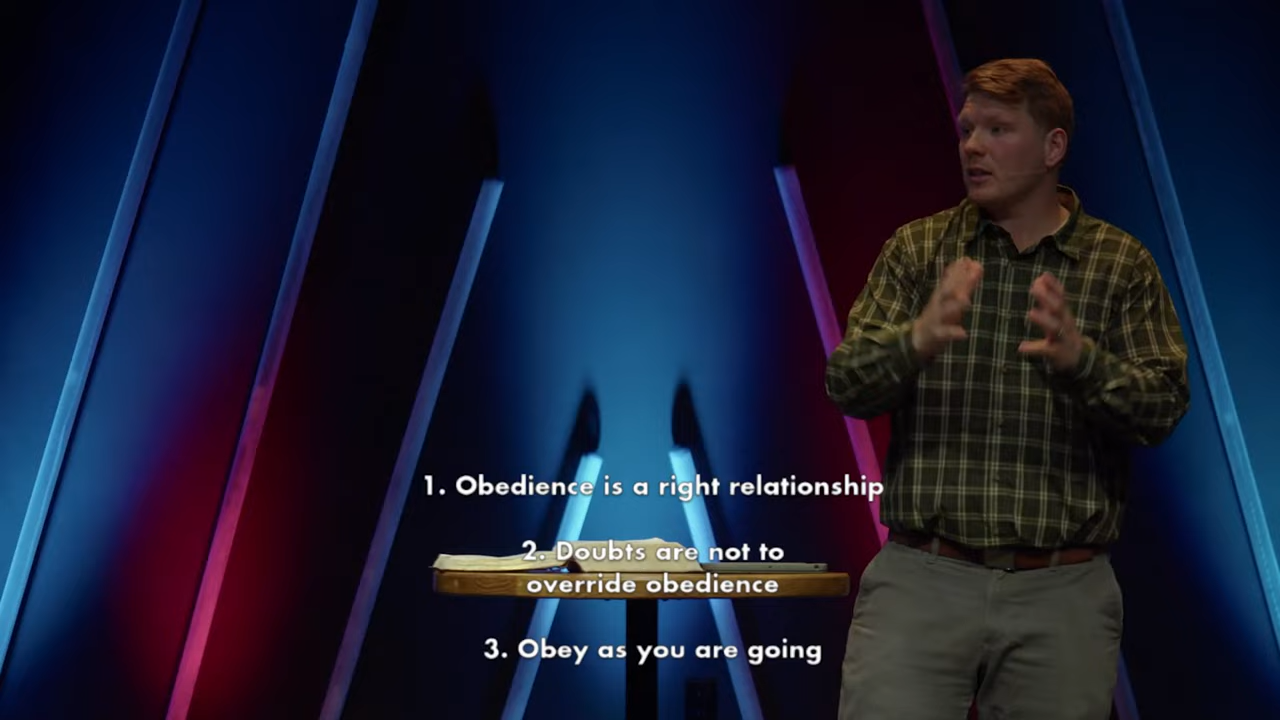 1. Obedience is a right relationship
2. Doubts are not to
override obedience
3. Obey as you are going